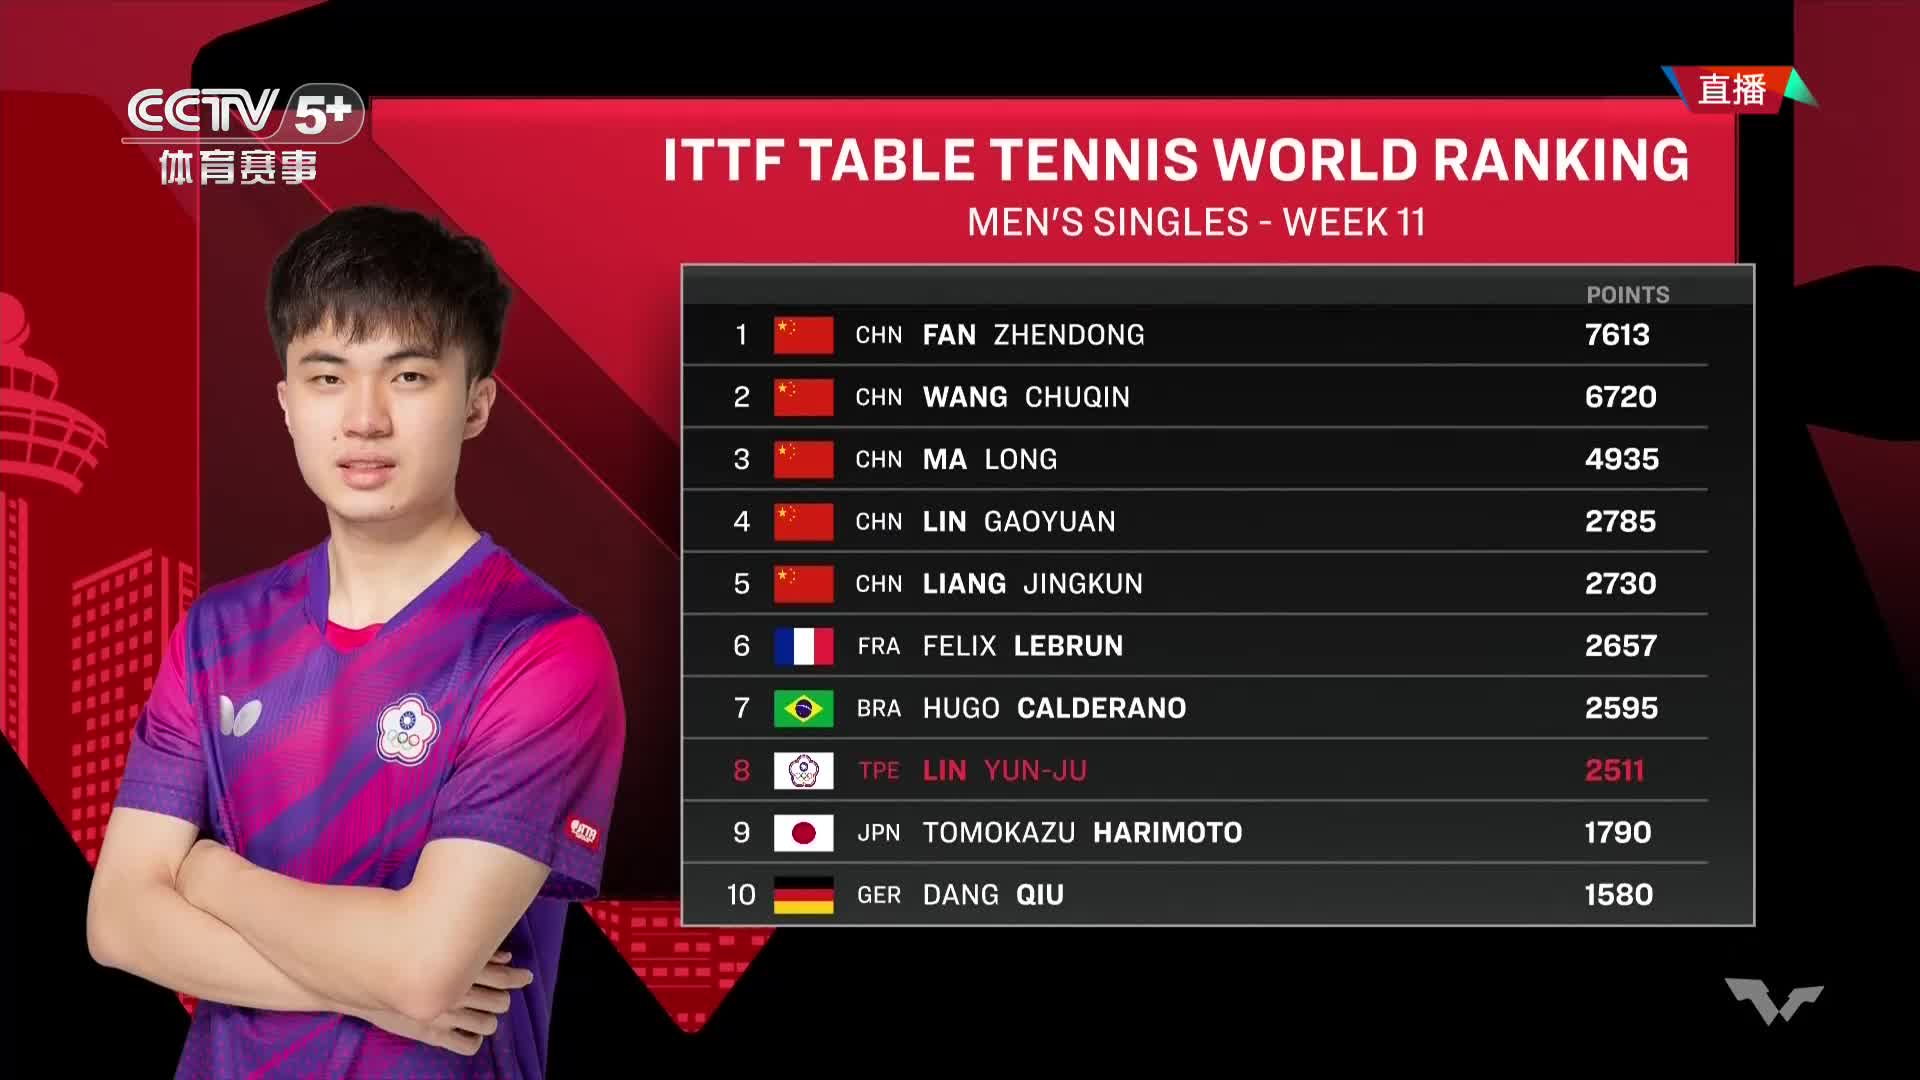 CCTV 5+
体育赛事
直播
ITTF TABLE TENNIS WORLD RANKING
MEN'S SINGLES - WEEK 11
POINTS
1 CHN FAN ZHENDONG 7613
2 CHN WANG CHUQIN 6720
3 CHN MA LONG 4935
4 CHN LIN GAOYUAN 2785
5 CHN LIANG JINGKUN 2730
6 FRA FELIX LEBRUN 2657
7 BRA HUGO CALDERANO 2595
8 TPE LIN YUN-JU 2511
9 JPN TOMOKAZU HARIMOTO 1790
10 GER DANG QIU 1580